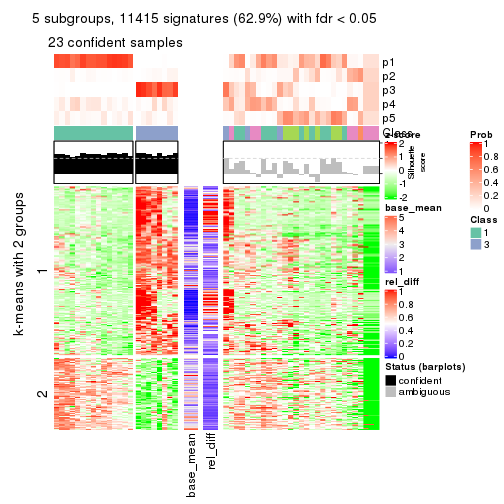 5 subgroups, 11415 signatures (62.9%) with fdr < 0.05
23 confident samples
p1
p2
p3
p4
p5
Class
z-score
2
1
0
-1
-2
Silhouette
score
Prob
1
0.8
0.6
0.4
0.2
0
Class
1
3
base_mean
5
4
3
2
1
rel_diff
1
0.8
0.6
0.4
0.2
0
Status (barplots)
confident
ambiguous
k-means with 2 groups
1
2
base_mean
rel_diff